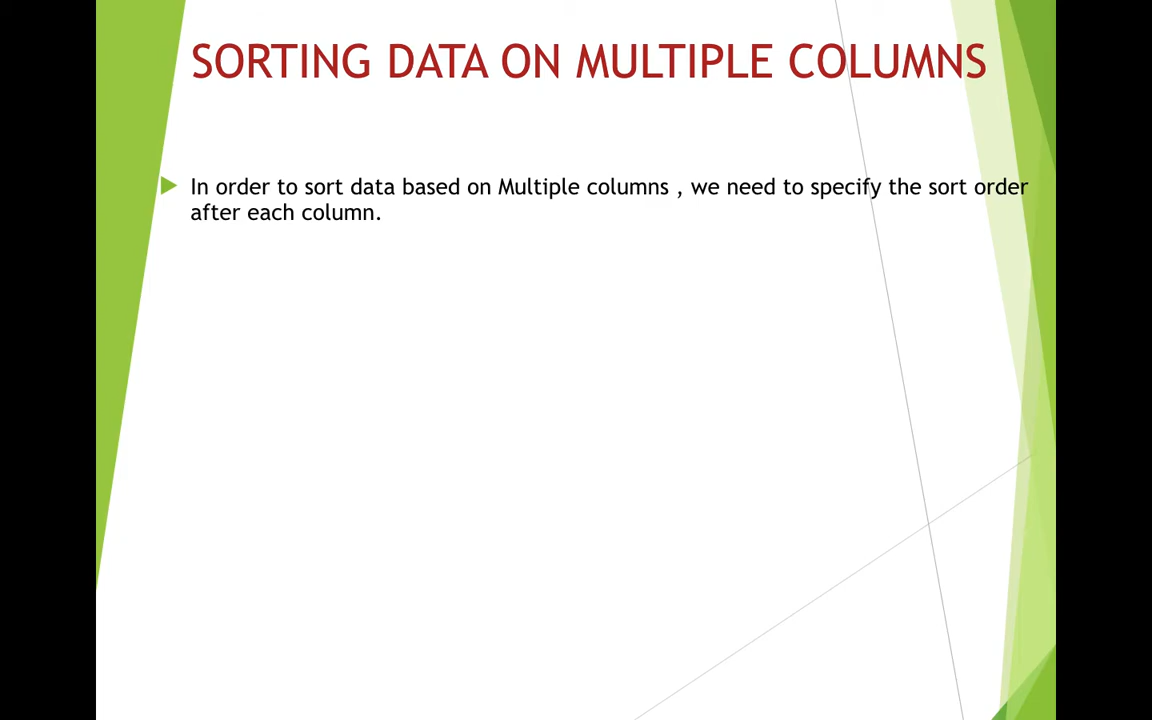 SORTING DATA ON MULTIPLE COLUMNS
In order to sort data based on Multiple columns , we need to specify the sort order
after each column.